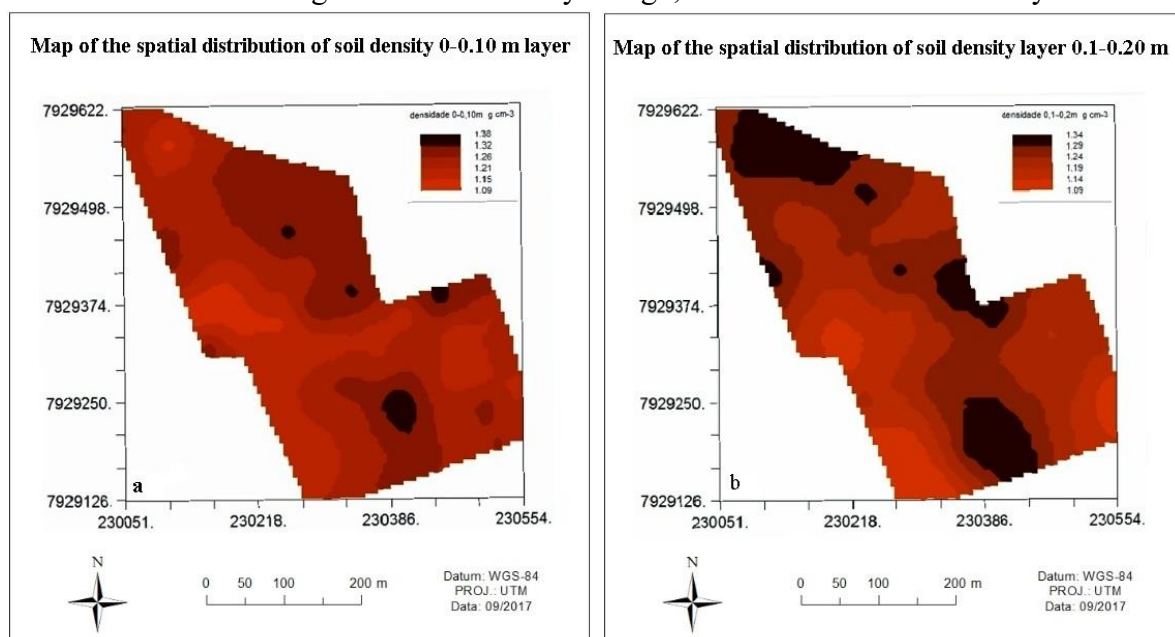 Map of the spatial distribution of soil density 0-0.10 m layer
densidade 0-0,10m g cm-3
1.38
1.32
1.26
1.21
1.15
1.09
7929622.
7929498.
7929374.
7929250.
7929126.
a
230051.
230218.
230386.
230554.
N
0 50 100 200 m
Datum: WGS-84
PROJ.: UTM
Data: 09/2017
Map of the spatial distribution of soil density layer 0.1-0.20 m
densidade 0,1-0,2m g cm-3
1.34
1.29
1.24
1.19
1.14
1.09
7929622.
7929498.
7929374.
7929250.
7929126.
b
230051.
230218.
230386.
230554.
N
0 50 100 200 m
Datum: WGS-84
PROJ.: UTM
Data: 09/2017